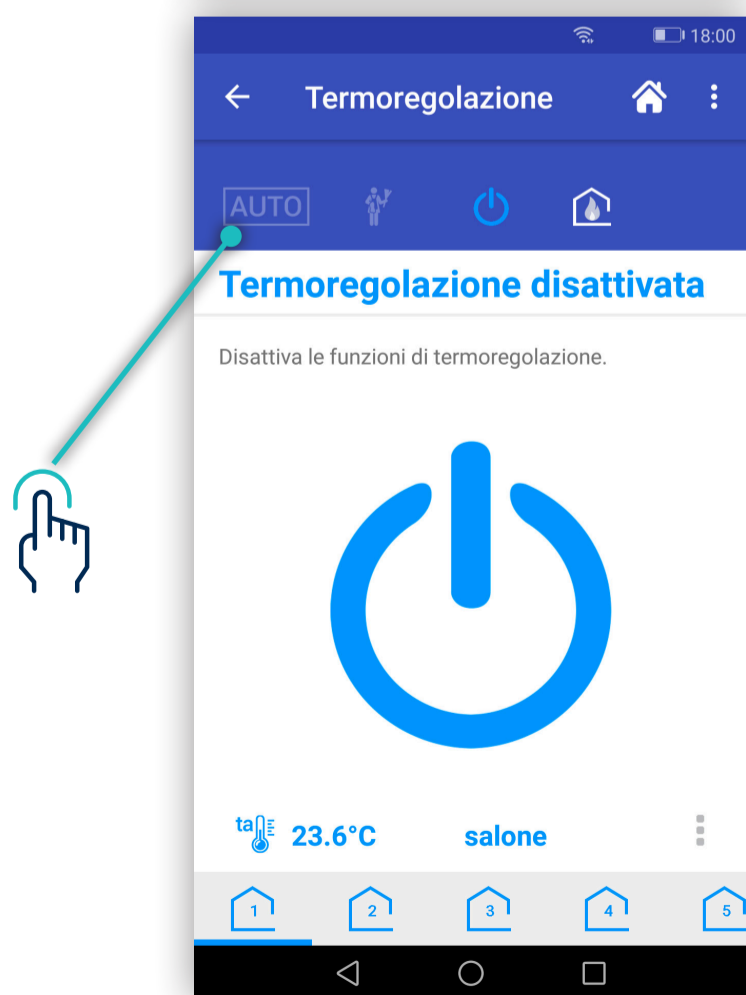 18:00
Termoregolazione
AUTO
Termoregolazione disattivata
Disattiva le funzioni di termoregolazione.
ta 23.6°C salone
1 2 3 4 5